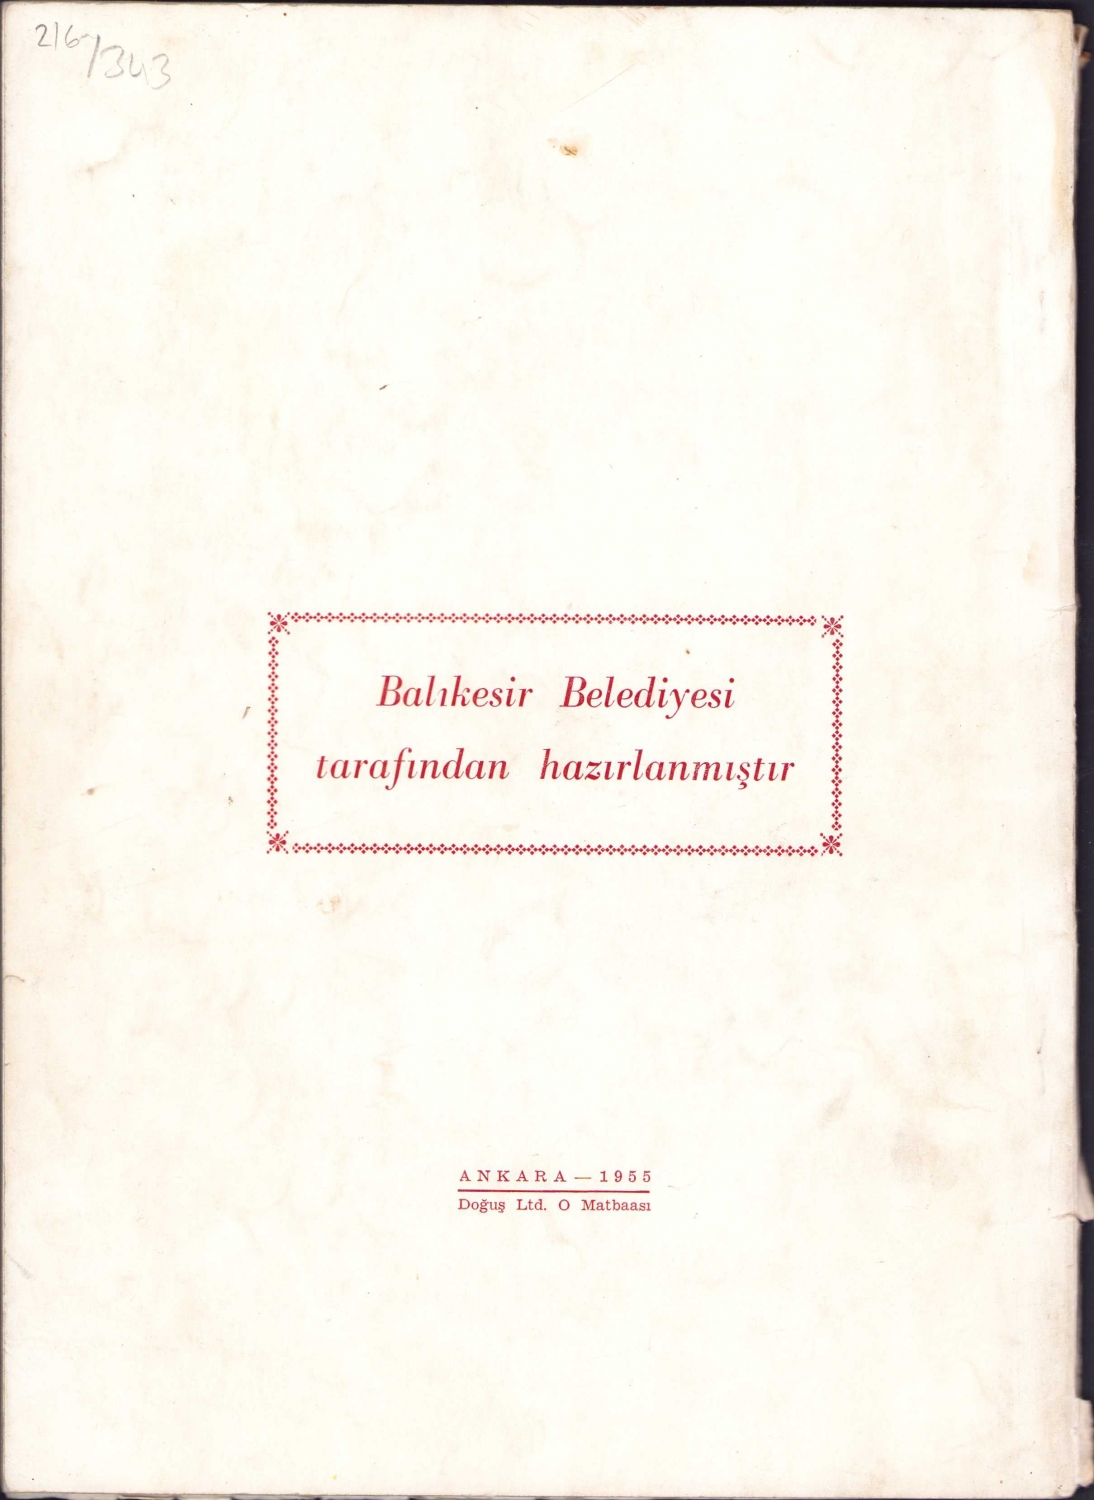 216/343
Balıkesir Belediyesi
tarafından hazırlanmıştır
ANKARA — 1955
Doğuş Ltd. O Matbaası